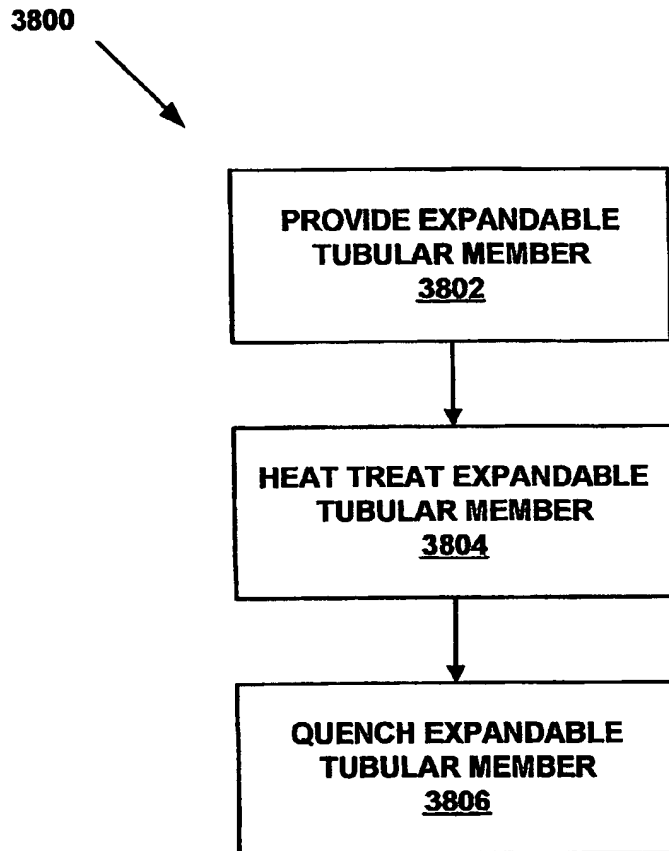 3800
PROVIDE EXPANDABLE
TUBULAR MEMBER
3802
HEAT TREAT EXPANDABLE
TUBULAR MEMBER
3804
QUENCH EXPANDABLE
TUBULAR MEMBER
3806